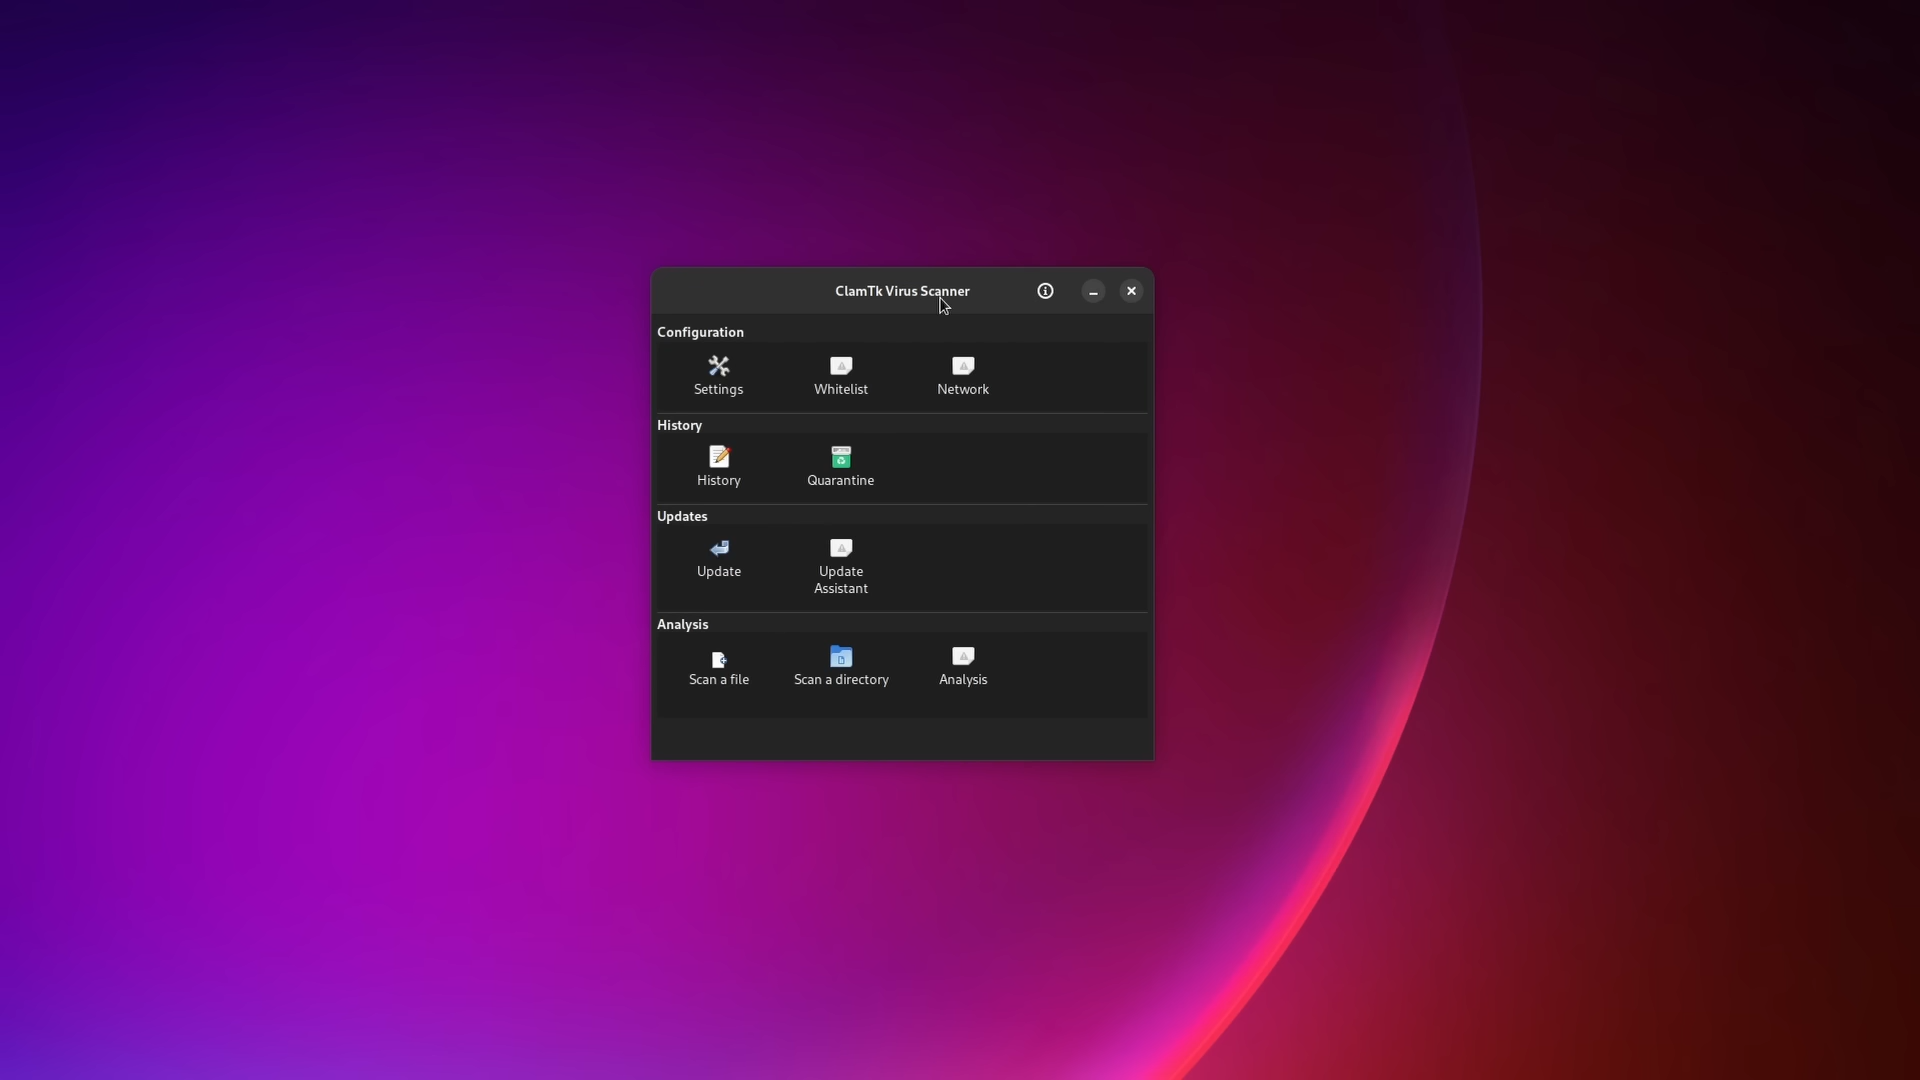 ClamTk Virus Scanner
Configuration
Settings
Whitelist
Network
History
History
Quarantine
Updates
Update
Update
Assistant
Analysis
Scan a file
Scan a directory
Analysis